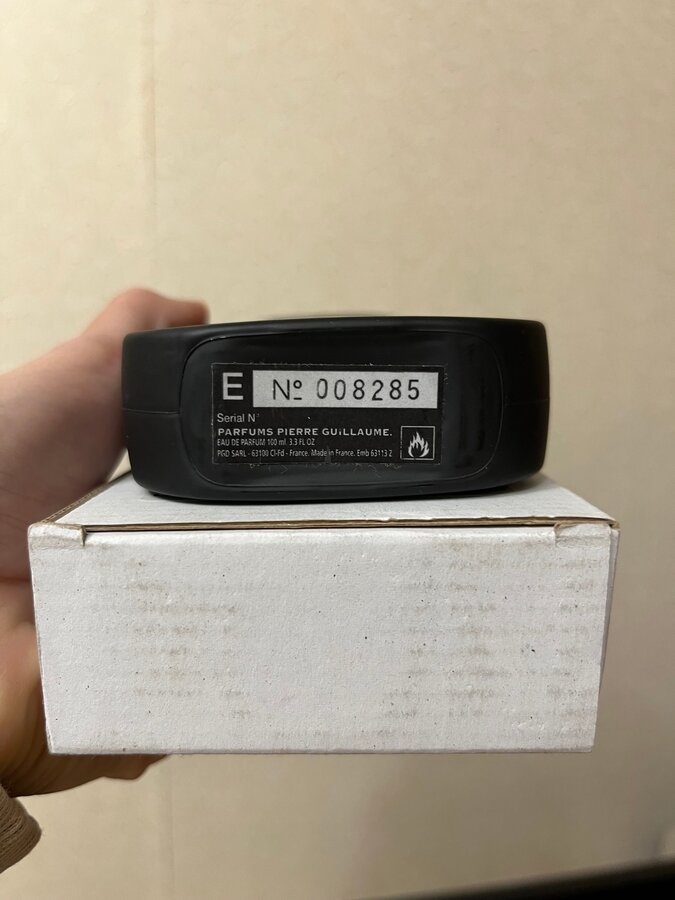 E Nº 008285
Serial N°
PARFUMS PIERRE GUILLAUME.
EAU DE PARFUM 100 ml. 3.3 FL OZ
PGD SARL - 63100 Cl-Fd - France. Made in France. Emb 63113 Z